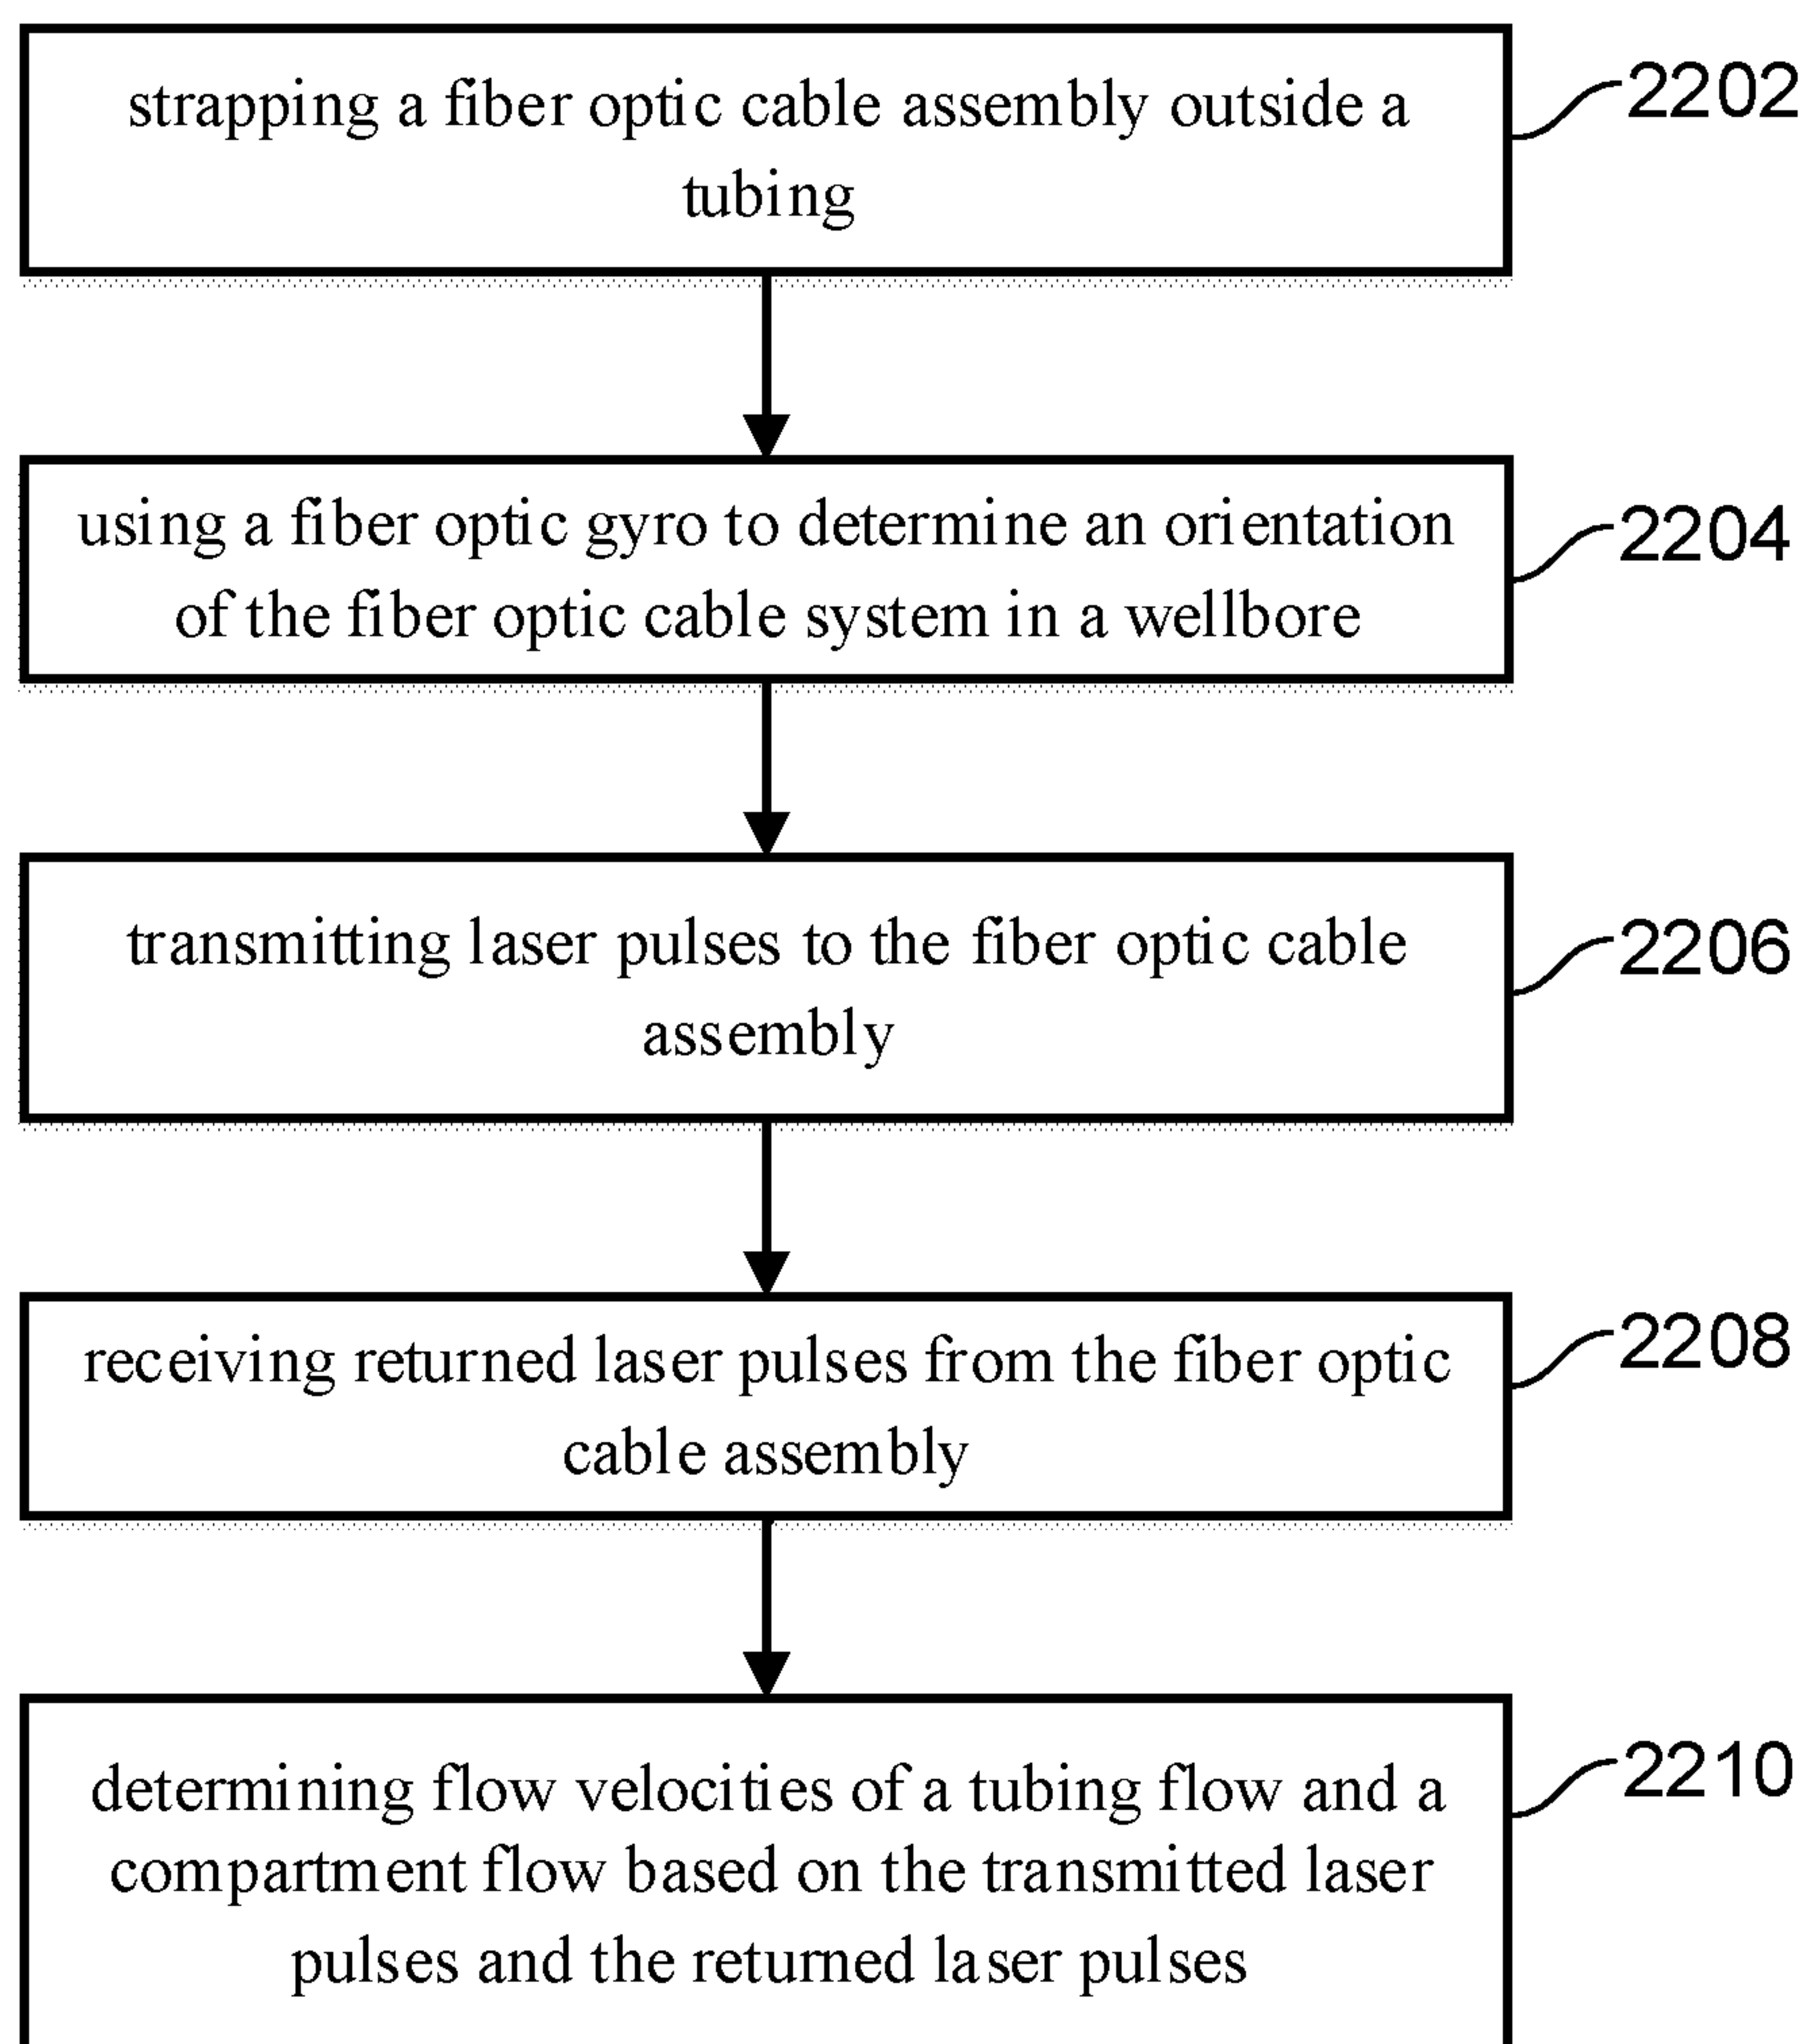 strapping a fiber optic cable assembly outside a
tubing
2202
using a fiber optic gyro to determine an orientation
of the fiber optic cable system in a wellbore
2204
transmitting laser pulses to the fiber optic cable
assembly
2206
receiving returned laser pulses from the fiber optic
cable assembly
2208
determining flow velocities of a tubing flow and a
compartment flow based on the transmitted laser
pulses and the returned laser pulses
2210